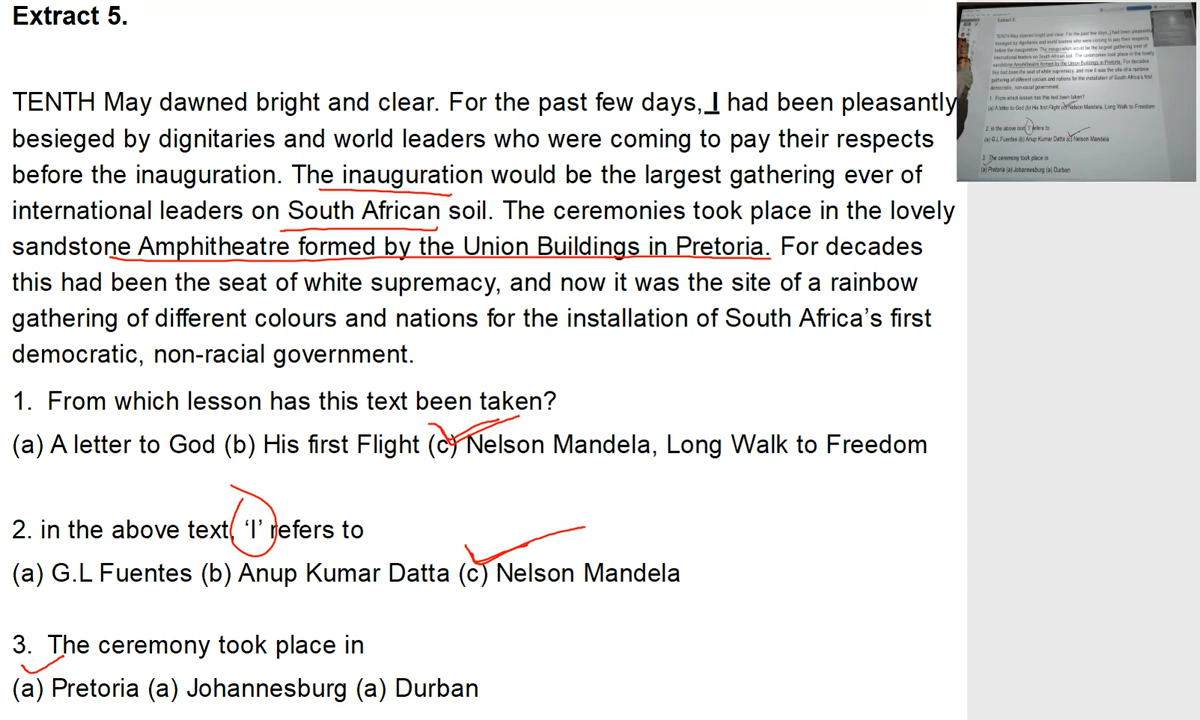 Extract 5.
TENTH May dawned bright and clear. For the past few days, I had been pleasantly
besieged by dignitaries and world leaders who were coming to pay their respects
before the inauguration. The inauguration would be the largest gathering ever of
international leaders on South African soil. The ceremonies took place in the lovely
sandstone Amphitheatre formed by the Union Buildings in Pretoria. For decades
this had been the seat of white supremacy, and now it was the site of a rainbow
gathering of different colours and nations for the installation of South Africa's first
democratic, non-racial government.
1. From which lesson has this text been taken?
(a) A letter to God (b) His first Flight (c) Nelson Mandela, Long Walk to Freedom
2. in the above text, 'I' refers to
(a) G.L Fuentes (b) Anup Kumar Datta (c) Nelson Mandela
3. The ceremony took place in
(a) Pretoria (a) Johannesburg (a) Durban